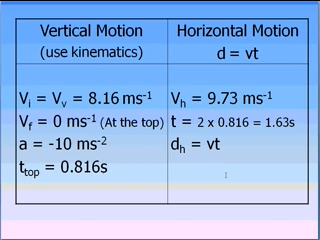 Vertical Motion
(use kinematics)
Horizontal Motion
d = vt
Vi = Vv = 8.16 ms-1
Vf = 0 ms-1 (At the top)
a = -10 ms-2
ttop = 0.816s
Vh = 9.73 ms-1
t = 2 x 0.816 = 1.63s
dh = vt